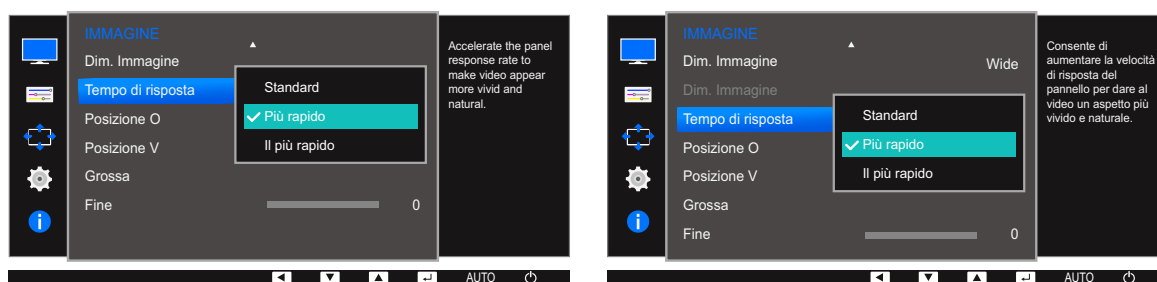 IMMAGINE
Dim. Immagine
Tempo di risposta
Posizione O
Posizione V
Grossa
Fine
0
Standard
Più rapido
Il più rapido
Accelerate the panel
response rate to
make video appear
more vivid and
natural.
i
AUTO
IMMAGINE
Dim. Immagine
Wide
Dim. Immagine
Tempo di risposta
Posizione O
Posizione V
Grossa
Fine
0
Standard
Più rapido
Il più rapido
Consente di
aumentare la velocità
di risposta del
pannello per dare al
video un aspetto più
vivido e naturale.
i
AUTO